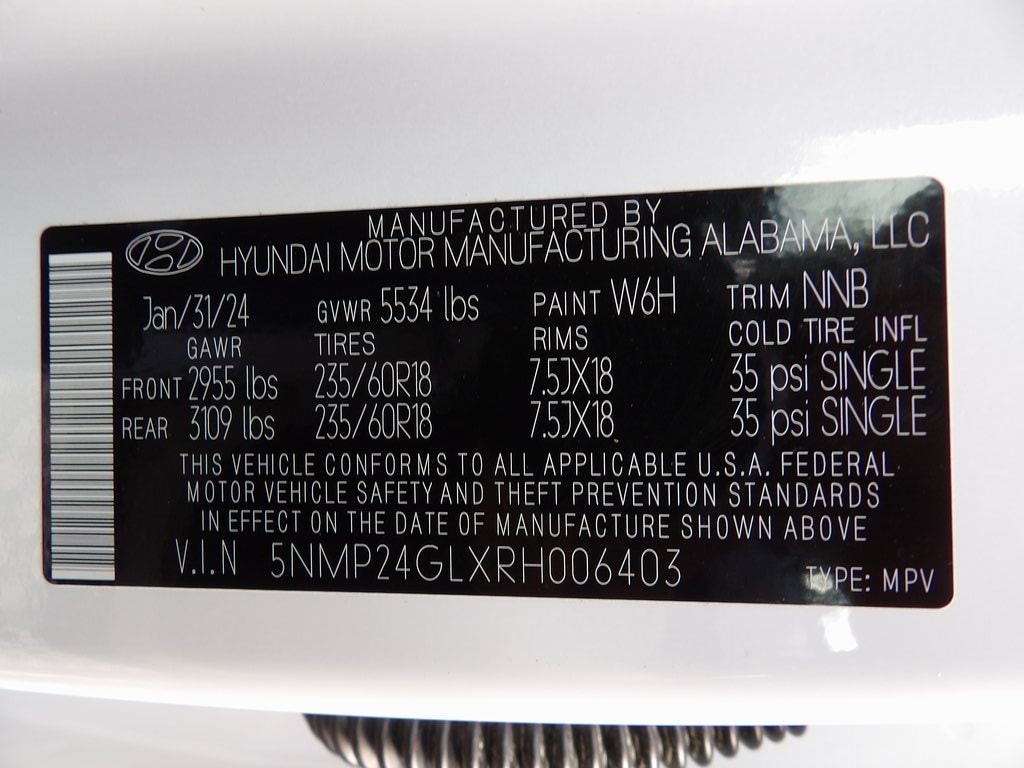 MANUFACTURED BY
HYUNDAI MOTOR MANUFACTURING ALABAMA, LLC
Jan/31/24 GVWR 5534 lbs PAINT W6H TRIM NNB
GAWR TIRES RIMS COLD TIRE INFL
FRONT 2955 lbs 235/60R18 7.5JX18 35 psi SINGLE
REAR 3109 lbs 235/60R18 7.5JX18 35 psi SINGLE
THIS VEHICLE CONFORMS TO ALL APPLICABLE U.S.A. FEDERAL
MOTOR VEHICLE SAFETY AND THEFT PREVENTION STANDARDS
IN EFFECT ON THE DATE OF MANUFACTURE SHOWN ABOVE
V.I.N 5NMP24GLXRH006403 TYPE: MPV